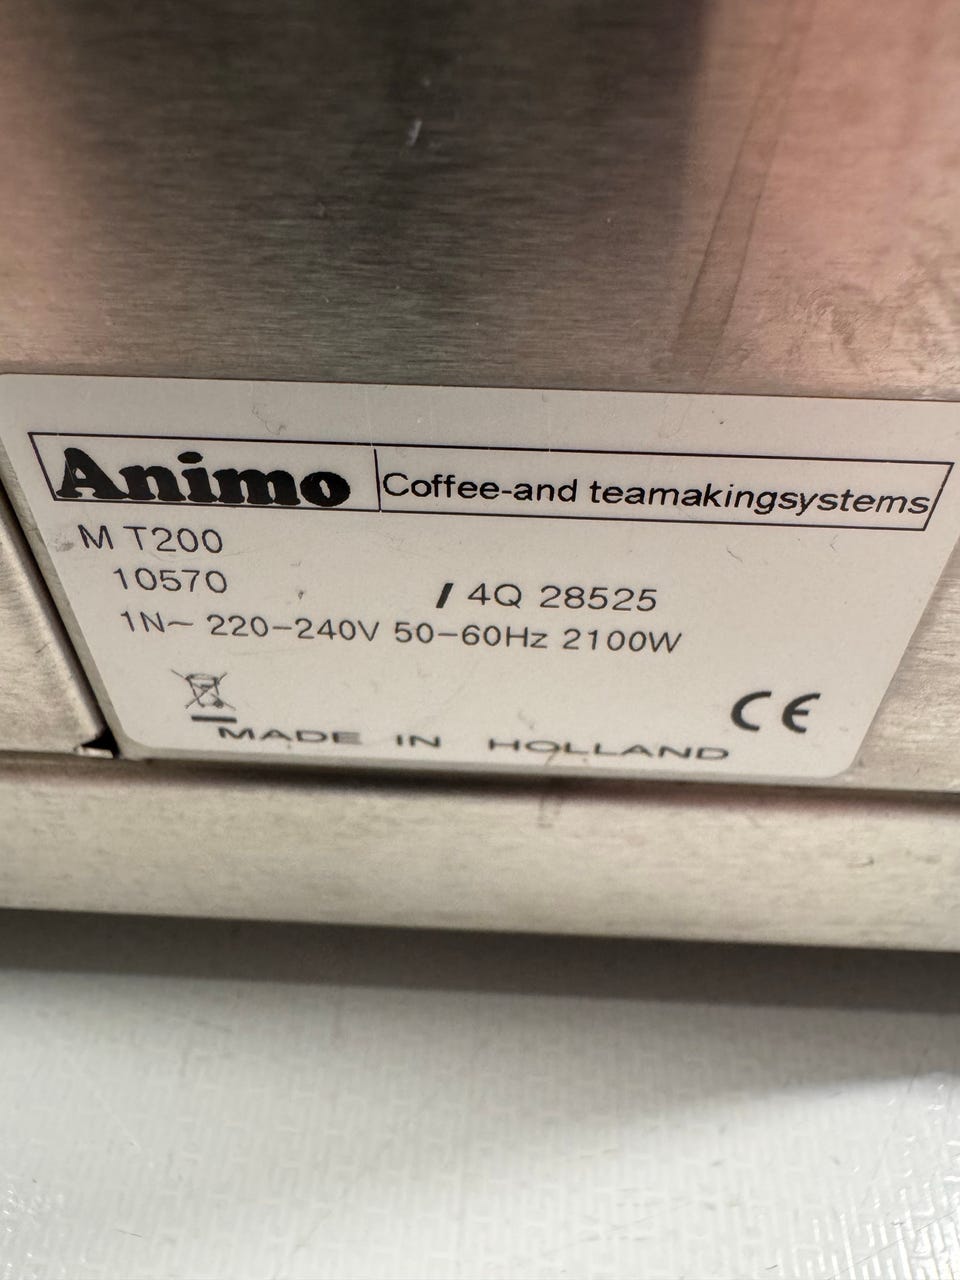 Animo Coffee-and teamakingsystems
M T200
10570 / 4Q 28525
1N~ 220-240V 50-60Hz 2100W
CE
MADE IN HOLLAND